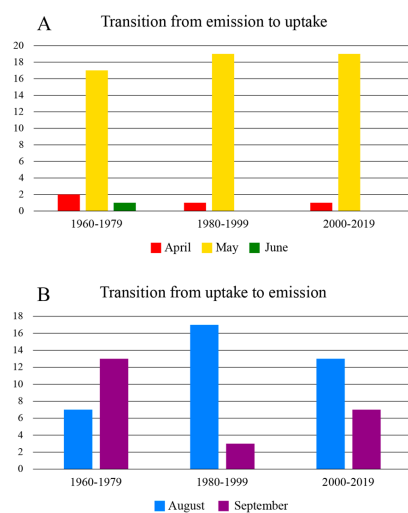 A
Transition from emission to uptake
20
18
16
14
12
10
8
6
4
2
0
1960-1979 1980-1999 2000-2019
April May June
B
Transition from uptake to emission
18
16
14
12
10
8
6
4
2
0
1960-1979 1980-1999 2000-2019
August September